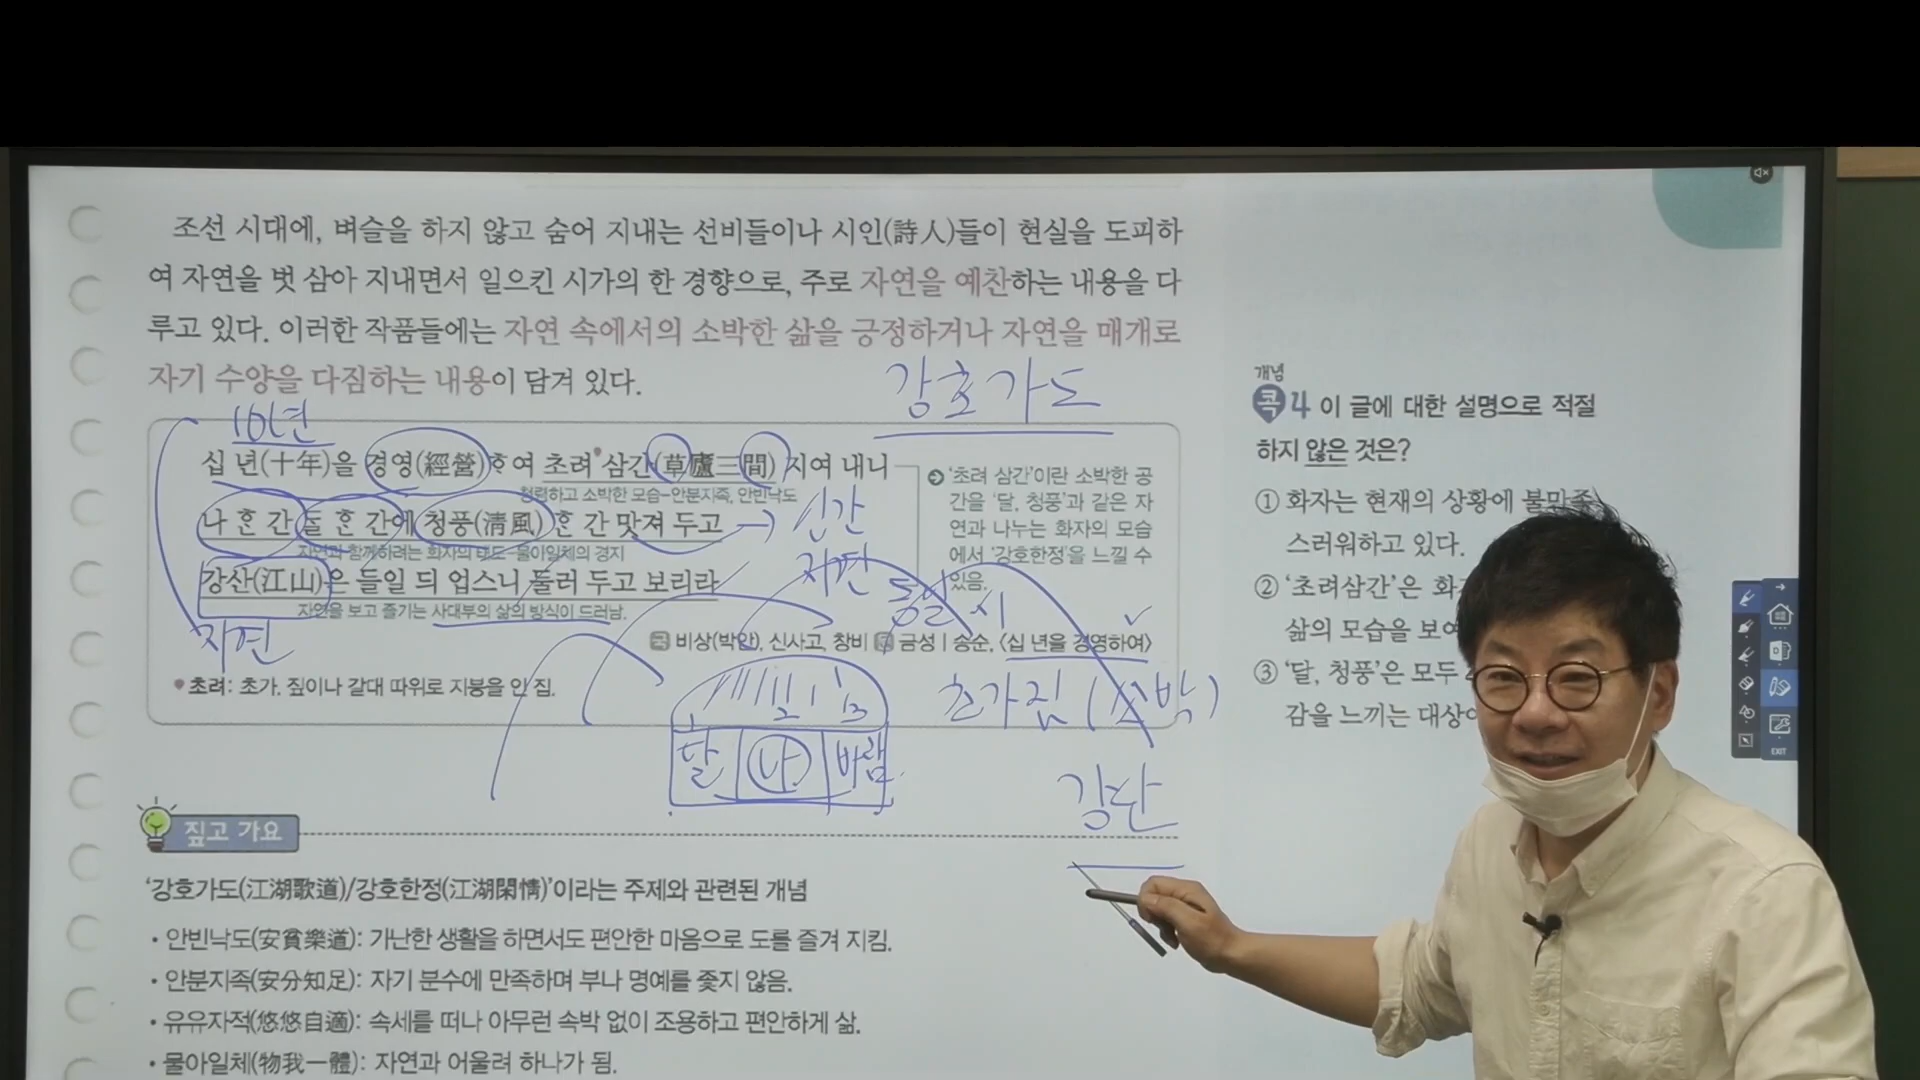 조선 시대에, 벼슬을 하지 않고 숨어 지내는 선비들이나 시인(詩人)들이 현실을 도피하
여 자연을 벗 삼아 지내면서 일으킨 시가의 한 경향으로, 주로 자연을 예찬하는 내용을 다
루고 있다. 이러한 작품들에는 자연 속에서의 소박한 삶을 긍정하거나 자연을 매개로
자기 수양을 다짐하는 내용이 담겨 있다.
강호가도
10년
십 년(十年)을 경영(經營)ᄒᆞ여 초려 삼간(草廬三間) 지여 내니
청렴하고 소박한 모습-안분지족, 안빈낙도
나 ᄒᆞᆫ 간 ᄃᆞᆯ ᄒᆞᆫ 간에 청풍(淸風) ᄒᆞᆫ 간 맛져 두고
자연과 함께하려는 화자의 태도-물아일체의 경지
강산(江山)은 들일 듸 업스니 둘러 두고 보리라
자연을 보고 즐기는 사대부의 삶의 방식이 드러남.
자연
'초려 삼간'이란 소박한 공
간을 '달, 청풍'과 같은 자
연과 나누는 화자의 모습
에서 '강호한정'을 느낄 수
있음.
국 비상(박안), 신사고, 창비 금성 | 송순, 〈십 년을 경영하여〉
•초려: 초가. 짚이나 갈대 따위로 지붕을 인 집.
초가집 (소박)
1 2 3
달 나 바람
짚고 가요
'강호가도(江湖歌道)/강호한정(江湖閑情)'이라는 주제와 관련된 개념
• 안빈낙도(安貧樂道): 가난한 생활을 하면서도 편안한 마음으로 도를 즐겨 지킴.
• 안분지족(安分知足): 자기 분수에 만족하며 부나 명예를 좇지 않음.
• 유유자적(悠悠自適): 속세를 떠나 아무런 속박 없이 조용하고 편안하게 삶.
• 물아일체(物我一體): 자연과 어울려 하나가 됨.
개념
콕 4 이 글에 대한 설명으로 적절
하지 않은 것은?
① 화자는 현재의 상황에 불만족
스러워하고 있다.
② '초려삼간'은 화
삶의 모습을 보여
③ '달, 청풍'은 모두
감을 느끼는 대상
EXIT